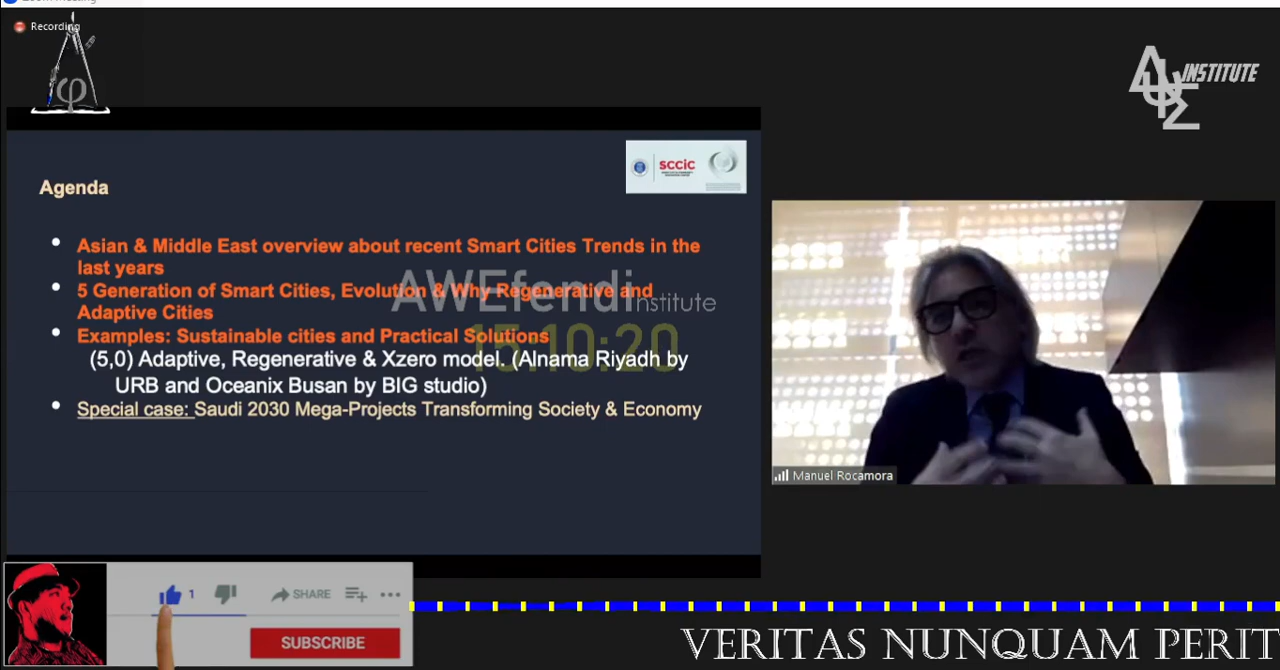 Zoom Meeting
Recording
φ
INSTITUTE
SCCIC
Agenda
Asian & Middle East overview about recent Smart Cities Trends in the
last years
5 Generation of Smart Cities, Evolution & Why Regenerative and
Adaptive Cities
AWEfendi Institute
Examples: Sustainable cities and Practical Solutions
15:10:20
(5,0) Adaptive, Regenerative & Xzero model. (Alnama Riyadh by
URB and Oceanix Busan by BIG studio)
Special case: Saudi 2030 Mega-Projects Transforming Society & Economy
Manuel Rocamora
1
SHARE
SUBSCRIBE
VERITAS NUNQUAM PERIT